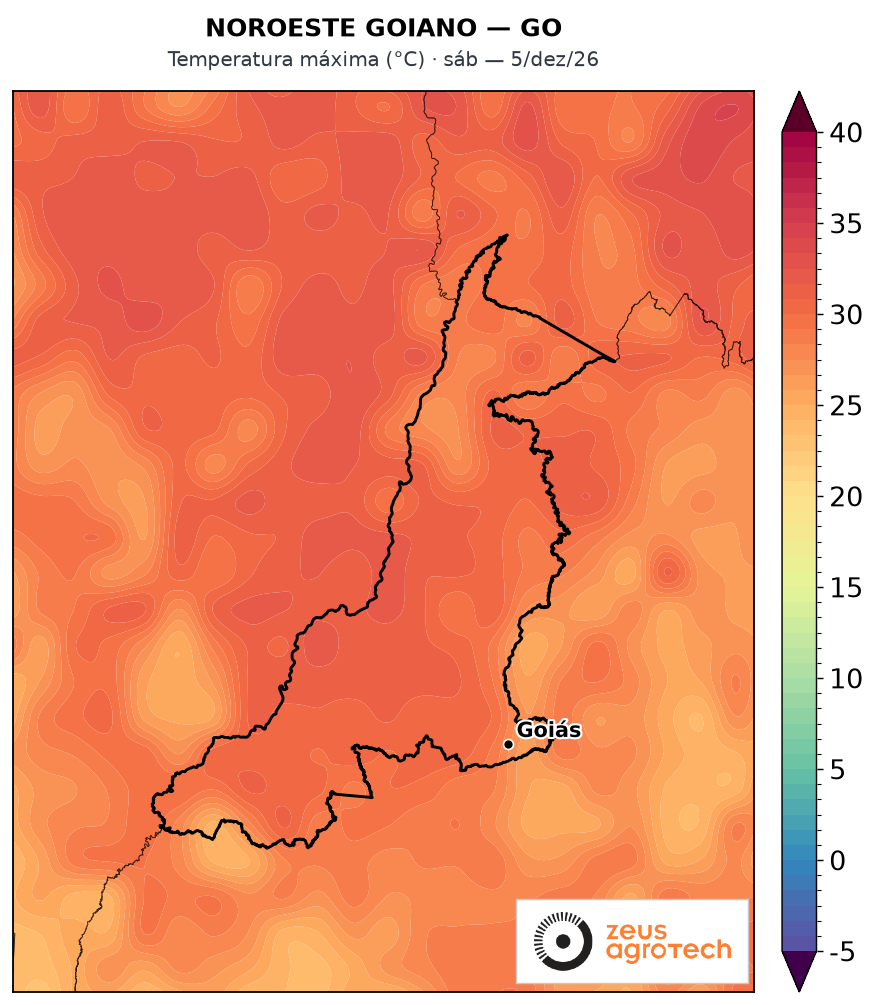 NOROESTE GOIANO — GO
Temperatura máxima (°C) · sáb — 5/dez/26
40
35
30
25
20
15
10
5
0
-5
Goiás
zeus
agrotech